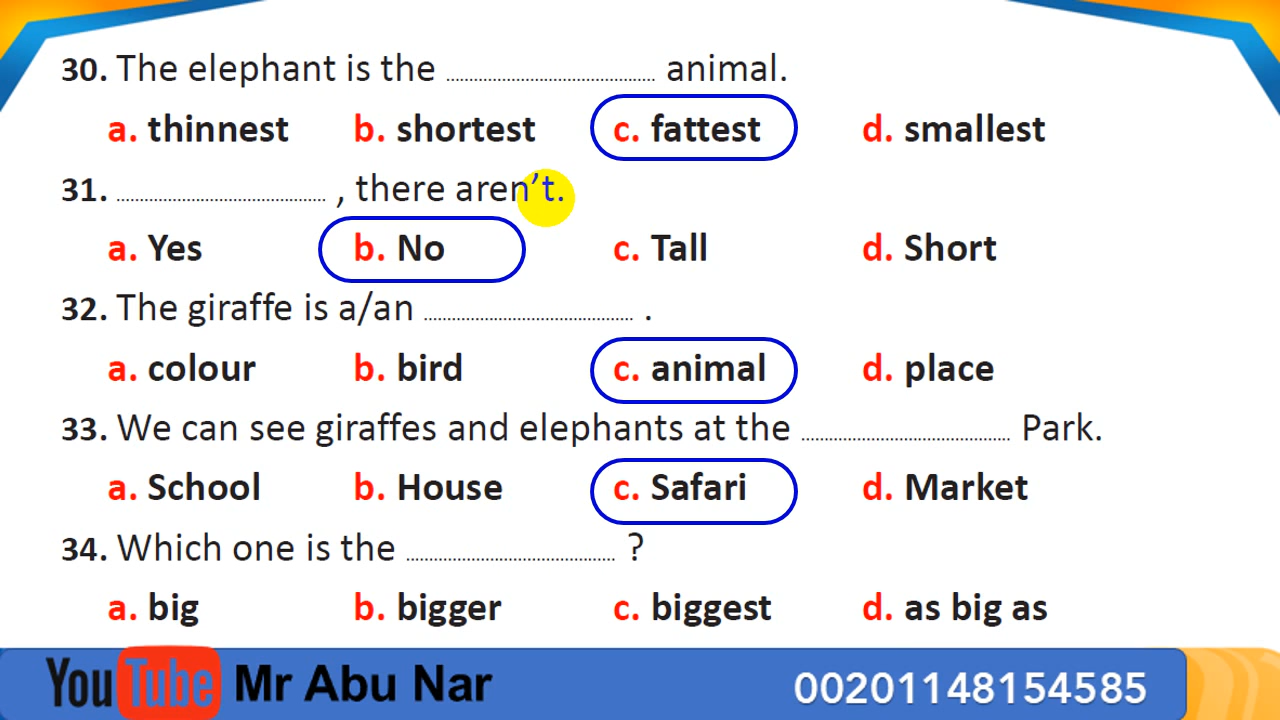 30. The elephant is the .................... animal.
a. thinnest b. shortest c. fattest d. smallest
31. .................... , there aren't.
a. Yes b. No c. Tall d. Short
32. The giraffe is a/an .................... .
a. colour b. bird c. animal d. place
33. We can see giraffes and elephants at the .................... Park.
a. School b. House c. Safari d. Market
34. Which one is the .................... ?
a. big b. bigger c. biggest d. as big as
YouTube Mr Abu Nar 00201148154585